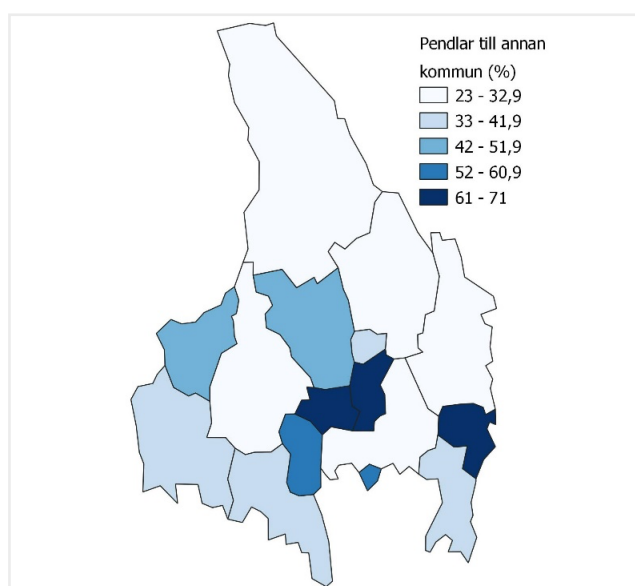 Pendlar till annan
kommun (%)
23 - 32,9
33 - 41,9
42 - 51,9
52 - 60,9
61 - 71